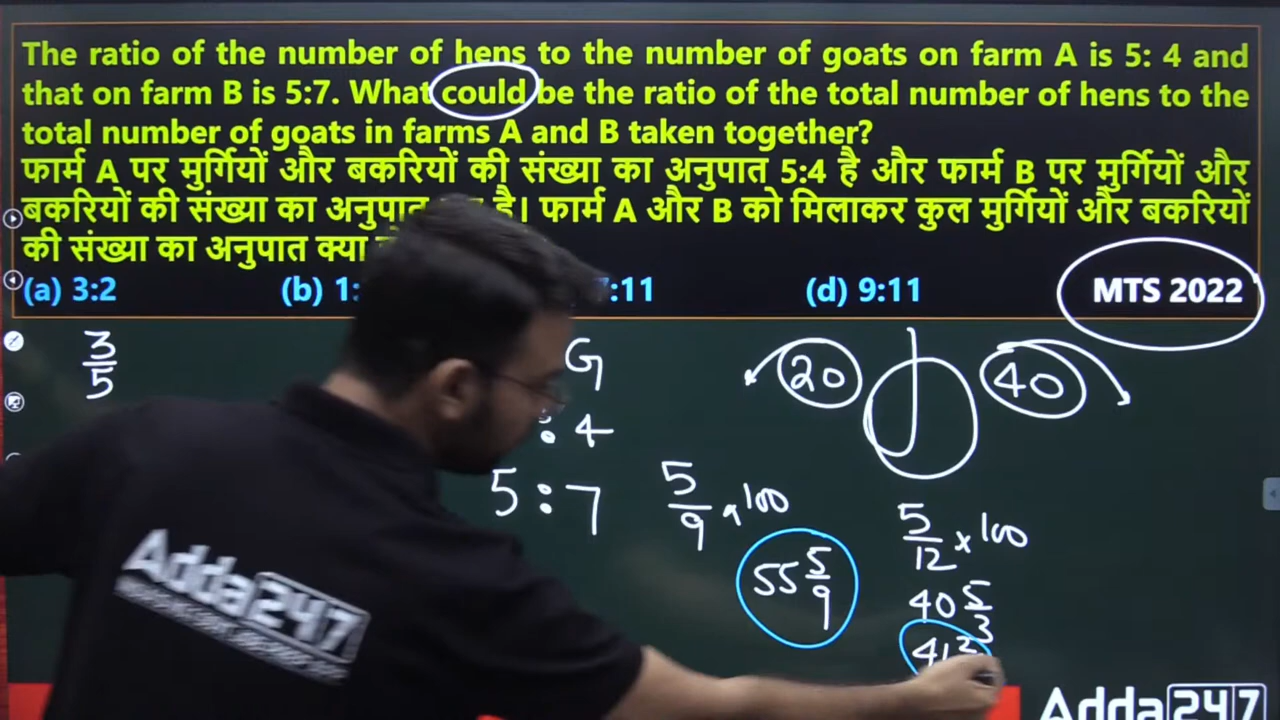 The ratio of the number of hens to the number of goats on farm A is 5: 4 and
that on farm B is 5:7. What could be the ratio of the total number of hens to the
total number of goats in farms A and B taken together?
फार्म A पर मुर्गियों और बकरियों की संख्या का अनुपात 5:4 है और फार्म B पर मुर्गियों और
बकरियों की संख्या का अनुपात है। फार्म A और B को मिलाकर कुल मुर्गियों और बकरियों
की संख्या का अनुपात क्या
(a) 3:2 (b) 1: :11 (d) 9:11 MTS 2022
3/5 G 20 40
: 4
5 : 7 5/9 × 100 5/12 × 100
55 5/9 40 5/3
41 2
Adda247
Adda247